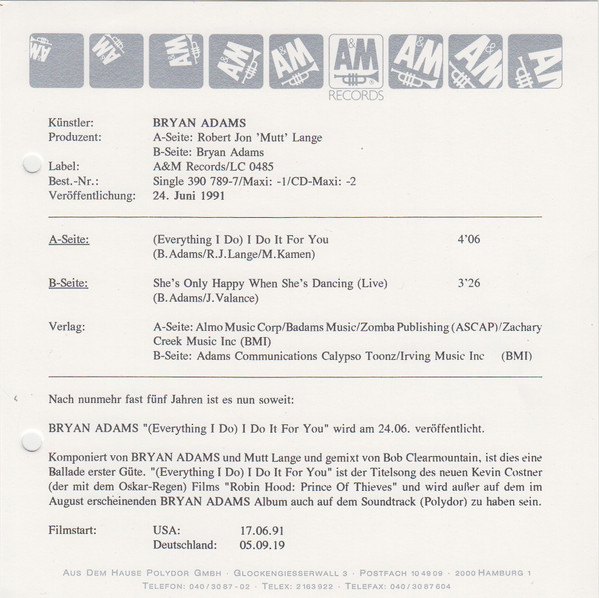 A&M
A&M
A&M
A&M
A&M
A&M
A&M
A&M
AM
RECORDS
Künstler: BRYAN ADAMS
Produzent: A-Seite: Robert Jon 'Mutt' Lange
B-Seite: Bryan Adams
Label: A&M Records/LC 0485
Best.-Nr.: Single 390 789-7/Maxi: -1/CD-Maxi: -2
Veröffentlichung: 24. Juni 1991
A-Seite: (Everything I Do) I Do It For You 4'06
(B.Adams/R.J.Lange/M.Kamen)
B-Seite: She's Only Happy When She's Dancing (Live) 3'26
(B.Adams/J.Valance)
Verlag: A-Seite: Almo Music Corp/Badams Music/Zomba Publishing (ASCAP)/Zachary
Creek Music Inc (BMI)
B-Seite: Adams Communications Calypso Toonz/Irving Music Inc (BMI)
Nach nunmehr fast fünf Jahren ist es nun soweit:
BRYAN ADAMS "(Everything I Do) I Do It For You" wird am 24.06. veröffentlicht.
Komponiert von BRYAN ADAMS und Mutt Lange und gemixt von Bob Clearmountain, ist dies eine
Ballade erster Güte. "(Everything I Do) I Do It For You" ist der Titelsong des neuen Kevin Costner
(der mit dem Oskar-Regen) Films "Robin Hood: Prince Of Thieves" und wird außer auf dem im
August erscheinenden BRYAN ADAMS Album auch auf dem Soundtrack (Polydor) zu haben sein.
Filmstart: USA: 17.06.91
Deutschland: 05.09.19
AUS DEM HAUSE POLYDOR GMBH · GLOCKENGIESSERWALL 3 · POSTFACH 10 49 09 · 2000 HAMBURG 1
TELEFON: 040/3087-02 · TELEX: 2163922 · TELEFAX: 040/3087604